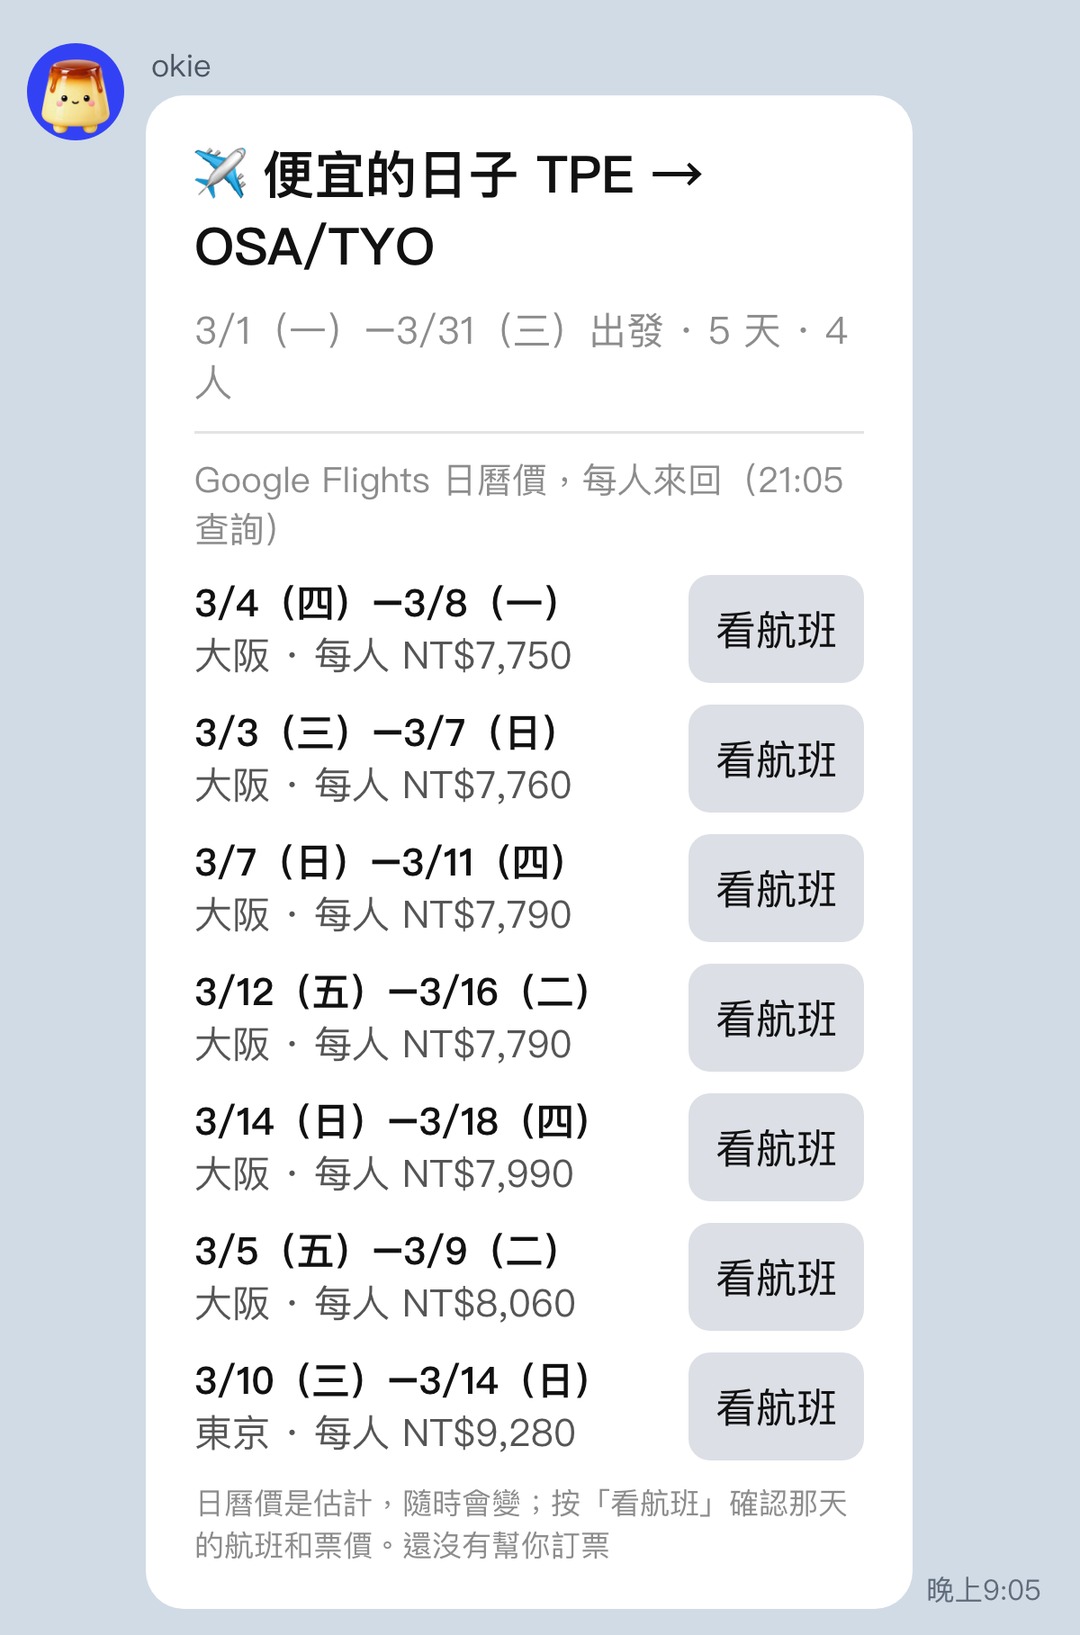 okie
✈️ 便宜的日子 TPE →
OSA/TYO
3/1（一）–3/31（三）出發・5 天・4
人
Google Flights 日曆價，每人來回（21:05
查詢）
3/4（四）–3/8（一）
大阪・每人 NT$7,750
看航班
3/3（三）–3/7（日）
大阪・每人 NT$7,760
看航班
3/7（日）–3/11（四）
大阪・每人 NT$7,790
看航班
3/12（五）–3/16（二）
大阪・每人 NT$7,790
看航班
3/14（日）–3/18（四）
大阪・每人 NT$7,990
看航班
3/5（五）–3/9（二）
大阪・每人 NT$8,060
看航班
3/10（三）–3/14（日）
東京・每人 NT$9,280
看航班
日曆價是估計，隨時會變；按「看航班」確認那天
的航班和票價。還沒有幫你訂票
晚上9:05